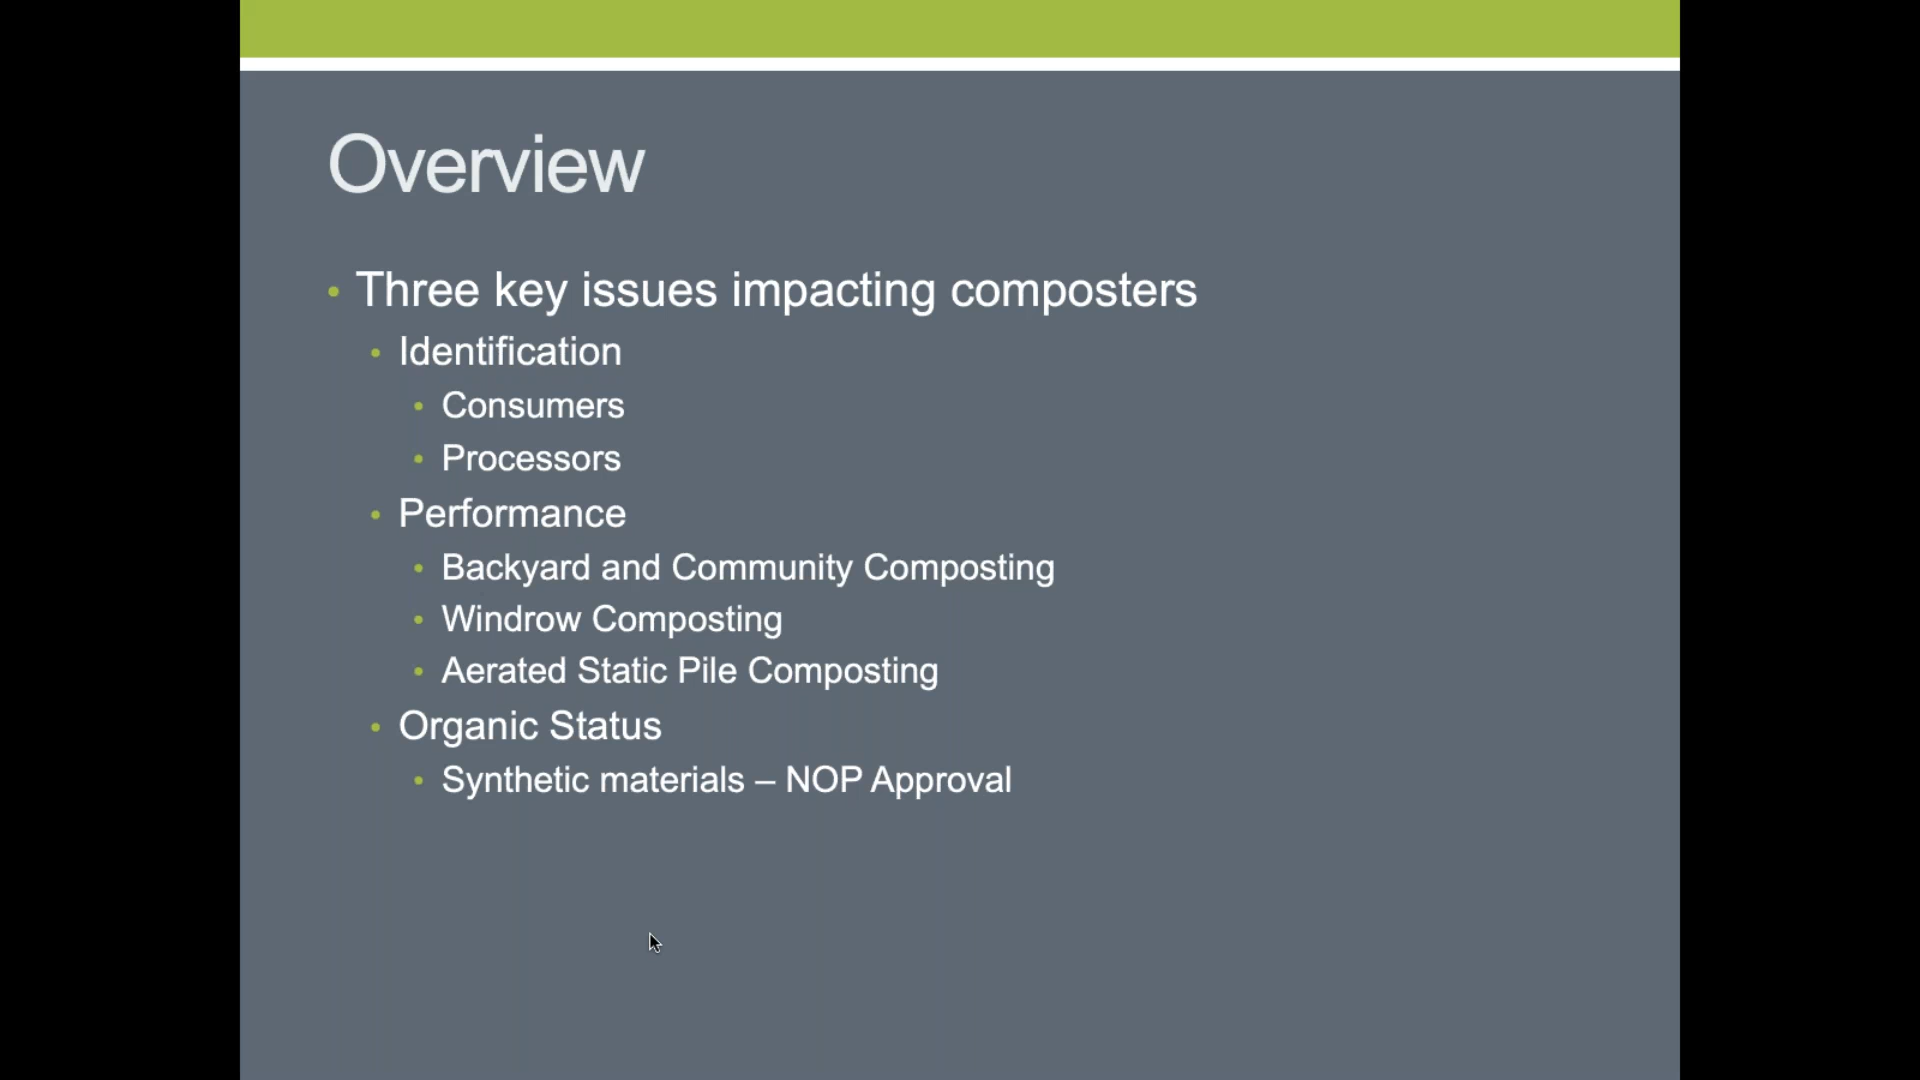 Overview
• Three key issues impacting composters
• Identification
• Consumers
• Processors
• Performance
• Backyard and Community Composting
• Windrow Composting
• Aerated Static Pile Composting
• Organic Status
• Synthetic materials – NOP Approval